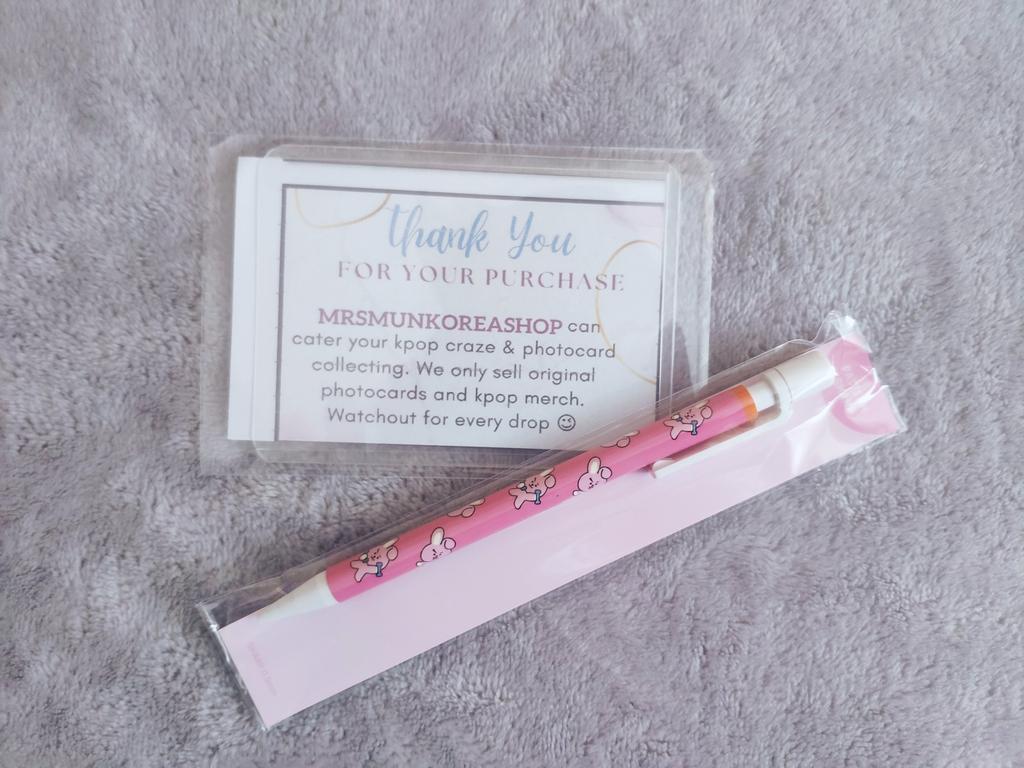 Thank You
FOR YOUR PURCHASE
MRSMUNKOREASHOP can
cater your kpop craze & photocard
collecting. We only sell original
photocards and kpop merch.
Watchout for every drop ☺